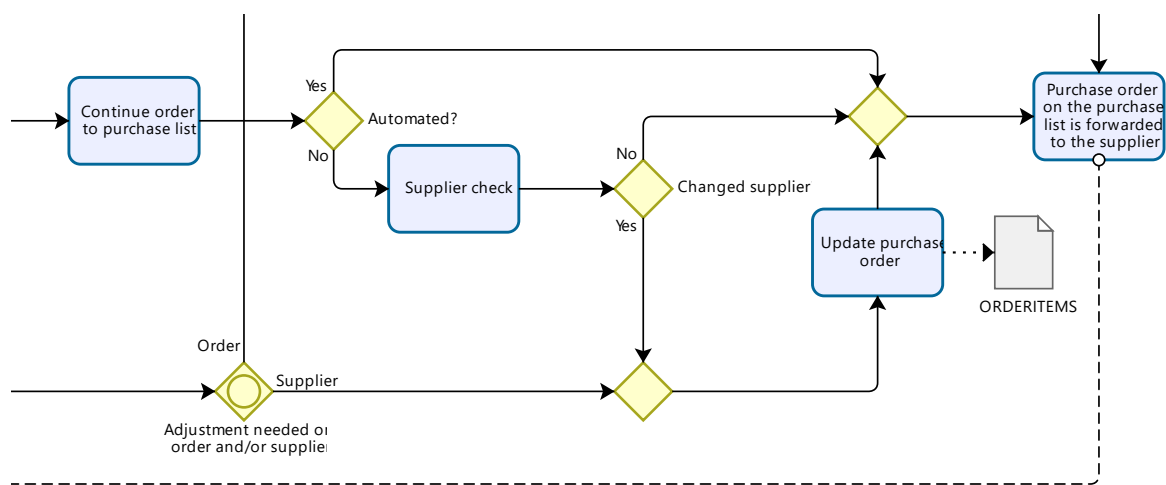 Yes
Continue order
to purchase list
Automated?
No
Supplier check
No
Changed supplier
Yes
Purchase order
on the purchase
list is forwarded
to the supplier
Update purchase
order
ORDERITEMS
Order
Supplier
Adjustment needed on
order and/or supplier